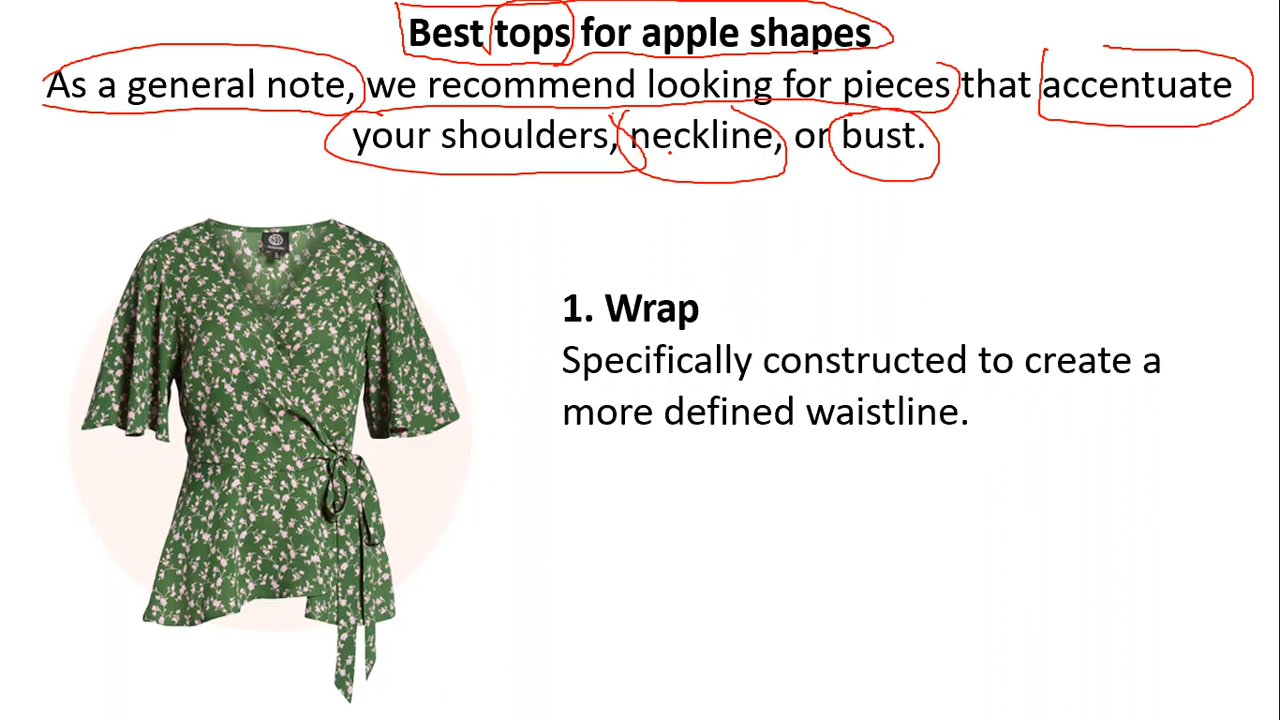 Best tops for apple shapes
As a general note, we recommend looking for pieces that accentuate
your shoulders, neckline, or bust.
1. Wrap
Specifically constructed to create a
more defined waistline.